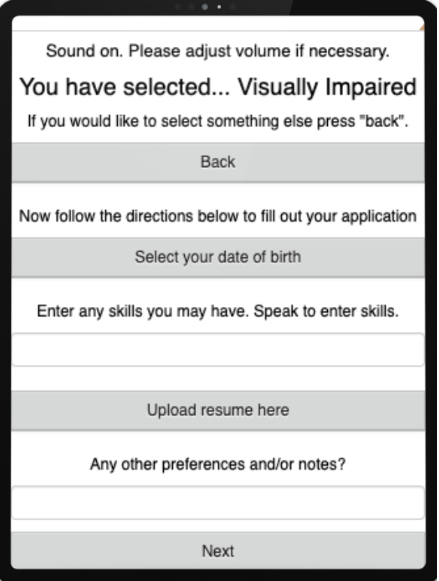 Sound on. Please adjust volume if necessary.
You have selected... Visually Impaired
If you would like to select something else press "back".
Back
Now follow the directions below to fill out your application
Select your date of birth
Enter any skills you may have. Speak to enter skills.
Upload resume here
Any other preferences and/or notes?
Next